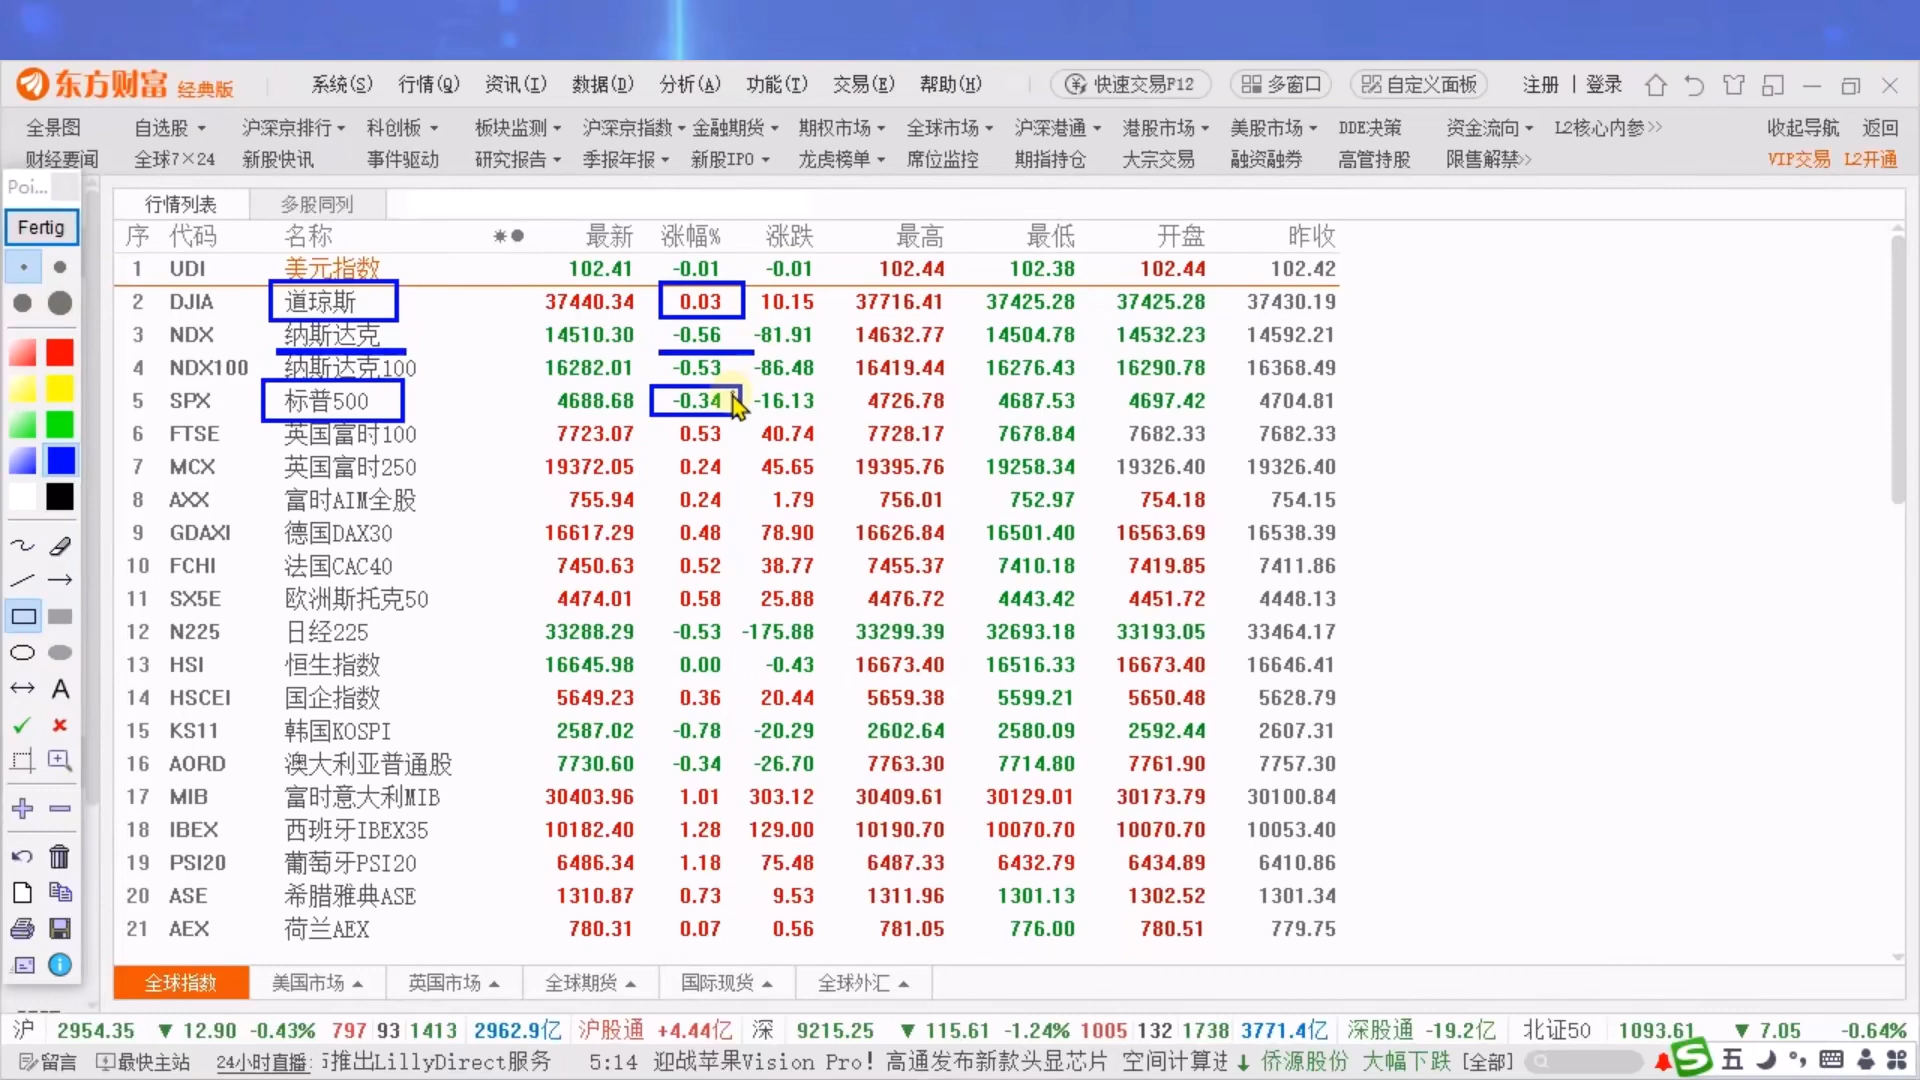 东方财富 经典版 系统(S) 行情(Q) 资讯(I) 数据(D) 分析(A) 功能(T) 交易(E) 帮助(H) 快速交易F12 多窗口 自定义面板 注册 | 登录
全景图 自选股 沪深京排行 科创板 板块监测 沪深京指数 金融期货 期权市场 全球市场 沪深港通 港股市场 美股市场 DDE决策 资金流向 L2核心内参>> 收起导航 返回
财经要闻 全球7×24 新股快讯 事件驱动 研究报告 季报年报 新股IPO 龙虎榜单 席位监控 期指持仓 大宗交易 融资融券 高管持股 限售解禁>> VIP交易 L2开通
Poi...
Fertig
行情列表 多股同列
序 代码 名称 最新 涨幅% 涨跌 最高 最低 开盘 昨收
1 UDI 美元指数 102.41 -0.01 -0.01 102.44 102.38 102.44 102.42
2 DJIA 道琼斯 37440.34 0.03 10.15 37716.41 37425.28 37425.28 37430.19
3 NDX 纳斯达克 14510.30 -0.56 -81.91 14632.77 14504.78 14532.23 14592.21
4 NDX100 纳斯达克100 16282.01 -0.53 -86.48 16419.44 16276.43 16290.78 16368.49
5 SPX 标普500 4688.68 -0.34 -16.13 4726.78 4687.53 4697.42 4704.81
6 FTSE 英国富时100 7723.07 0.53 40.74 7728.17 7678.84 7682.33 7682.33
7 MCX 英国富时250 19372.05 0.24 45.65 19395.76 19258.34 19326.40 19326.40
8 AXX 富时AIM全股 755.94 0.24 1.79 756.01 752.97 754.18 754.15
9 GDAXI 德国DAX30 16617.29 0.48 78.90 16626.84 16501.40 16563.69 16538.39
10 FCHI 法国CAC40 7450.63 0.52 38.77 7455.37 7410.18 7419.85 7411.86
11 SX5E 欧洲斯托克50 4474.01 0.58 25.88 4476.72 4443.42 4451.72 4448.13
12 N225 日经225 33288.29 -0.53 -175.88 33299.39 32693.18 33193.05 33464.17
13 HSI 恒生指数 16645.98 0.00 -0.43 16673.40 16516.33 16673.40 16646.41
14 HSCEI 国企指数 5649.23 0.36 20.44 5659.38 5599.21 5650.48 5628.79
15 KS11 韩国KOSPI 2587.02 -0.78 -20.29 2602.64 2580.09 2592.44 2607.31
16 AORD 澳大利亚普通股 7730.60 -0.34 -26.70 7763.30 7714.80 7761.90 7757.30
17 MIB 富时意大利MIB 30403.96 1.01 303.12 30409.61 30129.01 30173.79 30100.84
18 IBEX 西班牙IBEX35 10182.40 1.28 129.00 10190.70 10070.70 10070.70 10053.40
19 PSI20 葡萄牙PSI20 6486.34 1.18 75.48 6487.33 6432.79 6434.89 6410.86
20 ASE 希腊雅典ASE 1310.87 0.73 9.53 1311.96 1301.13 1302.52 1301.34
21 AEX 荷兰AEX 780.31 0.07 0.56 781.05 776.00 780.51 779.75
A
全球指数 美国市场 英国市场 全球期货 国际现货 全球外汇
沪 2954.35 ▼ 12.90 -0.43% 797 93 1413 2962.9亿 沪股通 +4.44亿 深 9215.25 ▼ 115.61 -1.24% 1005 132 1738 3771.4亿 深股通 -19.2亿 北证50 1093.61 ▼ 7.05 -0.64%
留言 最快主站 24小时直播: 推出LillyDirect服务 5:14 迎战苹果Vision Pro！高通发布新款头显芯片 空间计算 ↓ 侨源股份 大幅下跌 [全部] 五